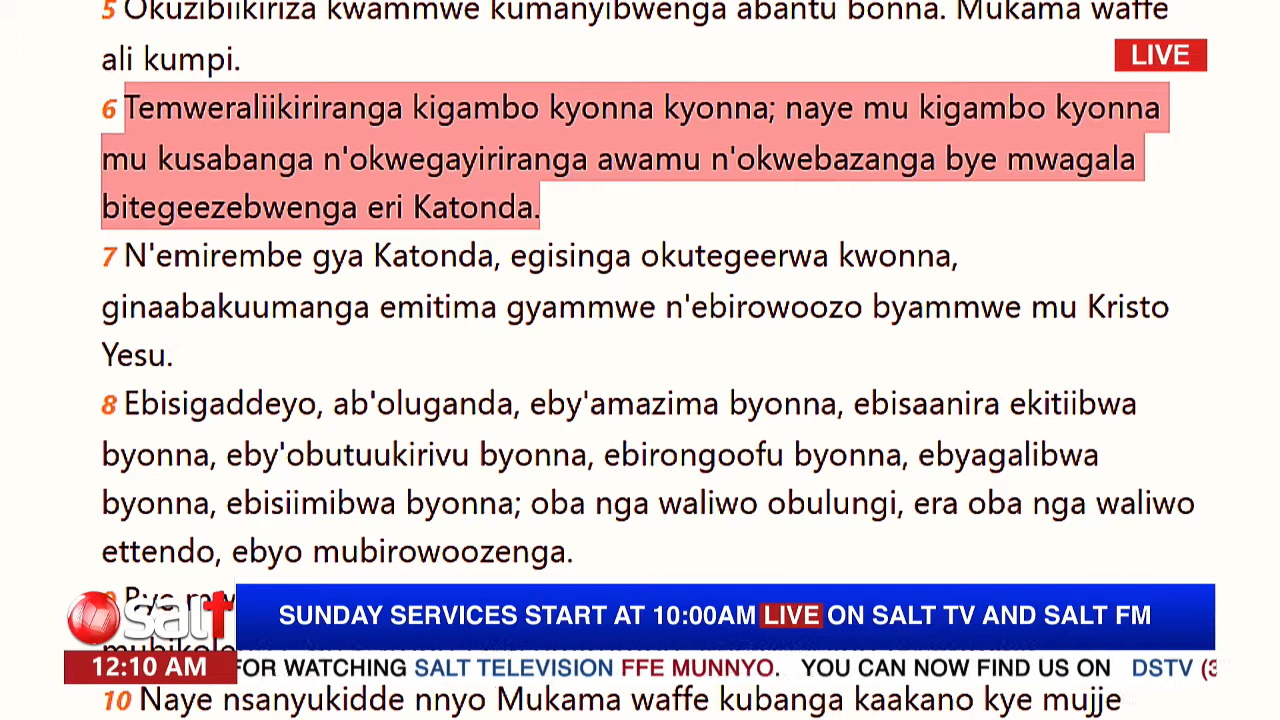 5 Okuzibiikiriza kwammwe kumanyibwenga abantu bonna. Mukama waffe
ali kumpi.
LIVE
6 Temweraliikiriranga kigambo kyonna kyonna; naye mu kigambo kyonna
mu kusabanga n'okwegayiriranga awamu n'okwebazanga bye mwagala
bitegeezebwenga eri Katonda.
7 N'emirembe gya Katonda, egisinga okutegeerwa kwonna,
ginaabakuumanga emitima gyammwe n'ebirowoozo byammwe mu Kristo
Yesu.
8 Ebisigaddeyo, ab'oluganda, eby'amazima byonna, ebisaanira ekitiibwa
byonna, eby'obutuukirivu byonna, ebirongoofu byonna, ebyagalibwa
byonna, ebisiimibwa byonna; oba nga waliwo obulungi, era oba nga waliwo
ettendo, ebyo mubirowoozenga.
salt
SUNDAY SERVICES START AT 10:00AM LIVE ON SALT TV AND SALT FM
12:10 AM
FOR WATCHING SALT TELEVISION FFE MUNNYO. YOU CAN NOW FIND US ON DSTV (3
10 Naye nsanyukidde nnyo Mukama waffe kubanga kaakano kye mujje